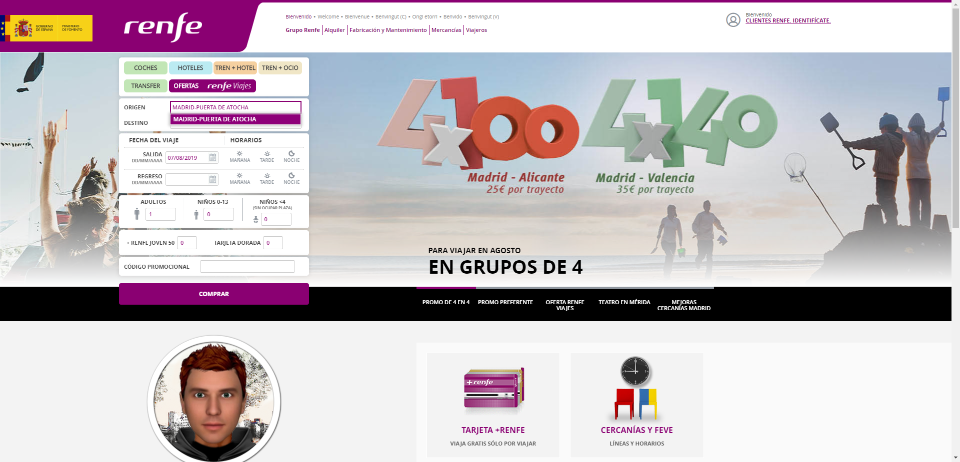 GOBIERNO DE ESPAÑA
MINISTERIO DE FOMENTO
renfe
Bienvenido • Welcome • Bienvenue • Benvingut (c) • Ongi etorri • Benvido • Benvingut (v)
Grupo Renfe | Alquiler | Fabricación y Mantenimiento | Mercancías | Viajeros
Bienvenido
CLIENTES RENFE. IDENTIFÍCATE.
COCHES
HOTELES
TREN + HOTEL
TREN + OCIO
TRANSFER
OFERTAS renfe Viajes
ORIGEN
MADRID-PUERTA DE ATOCHA
MADRID-PUERTA DE ATOCHA
DESTINO
FECHA DEL VIAJE
HORARIOS
SALIDA
DD/MM/AAAA
07/08/2019
MAÑANA
TARDE
NOCHE
REGRESO
DD/MM/AAAA
MAÑANA
TARDE
NOCHE
ADULTOS
1
NIÑOS 0-13
0
NIÑOS <4
(SIN OCUPAR PLAZA)
0
+ RENFE JOVEN 50
0
TARJETA DORADA
0
CÓDIGO PROMOCIONAL
COMPRAR
4x100
Madrid - Alicante
25€ por trayecto
4x140
Madrid - Valencia
35€ por trayecto
PARA VIAJAR EN AGOSTO
EN GRUPOS DE 4
PROMO DE 4 EN 4
PROMO PREFERENTE
OFERTA RENFE
VIAJES
TEATRO EN MÉRIDA
MEJORAS
CERCANÍAS MADRID
+renfe
TARJETA +RENFE
VIAJA GRATIS SÓLO POR VIAJAR
CERCANÍAS Y FEVE
LÍNEAS Y HORARIOS